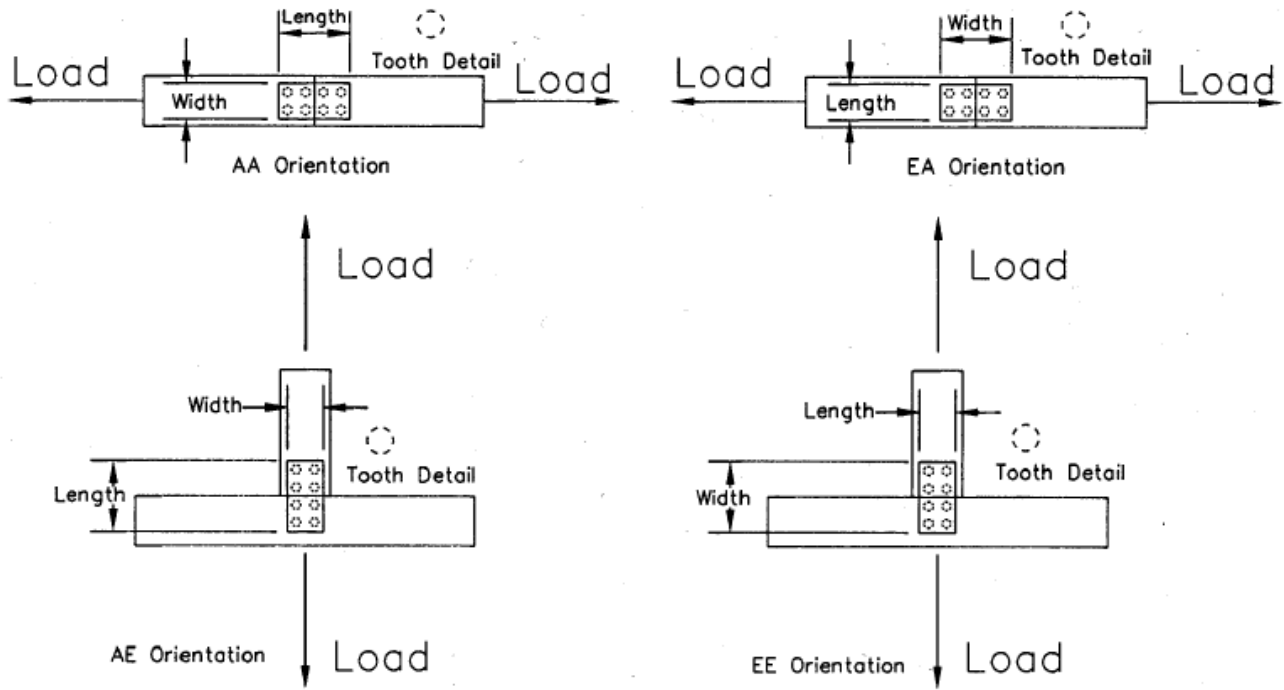 Length
Tooth Detail
Load
Load
Width
AA Orientation
Width
Tooth Detail
Load
Load
Length
EA Orientation
Load
Width
Tooth Detail
Length
AE Orientation
Load
Load
Length
Tooth Detail
Width
EE Orientation
Load